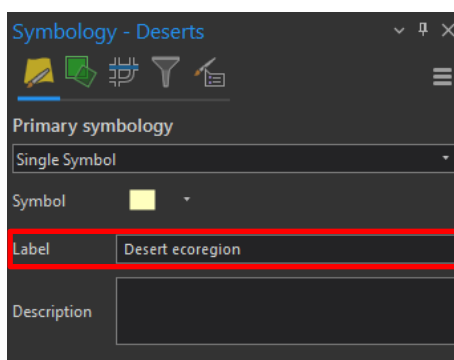 Symbology - Deserts
Primary symbology
Single Symbol
Symbol
Label Desert ecoregion
Description